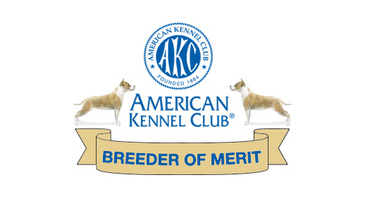 AMERICAN KENNEL CLUB
AKC
FOUNDED 1884
AMERICAN
KENNEL CLUB®
BREEDER OF MERIT